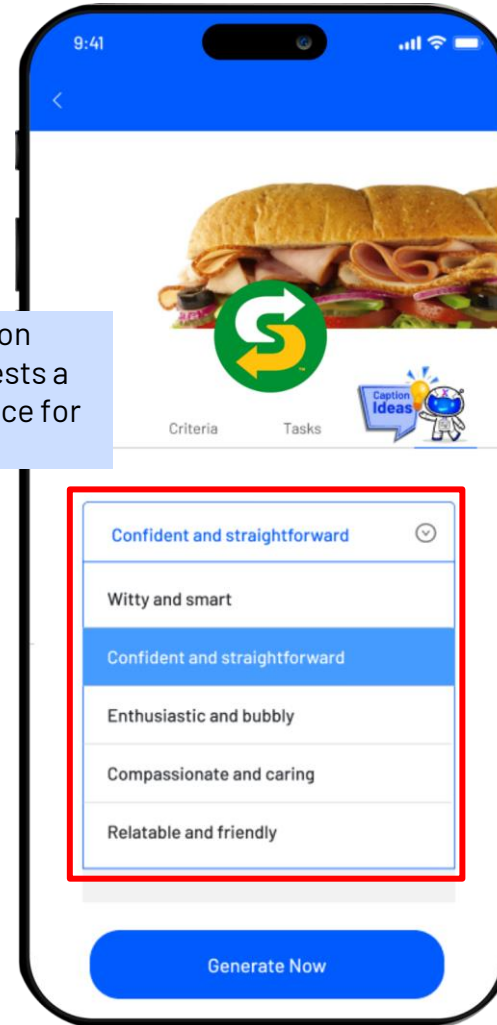 9:41
on
ests a
ce for
Criteria
Tasks
Caption
Ideas
Confident and straightforward
Witty and smart
Confident and straightforward
Enthusiastic and bubbly
Compassionate and caring
Relatable and friendly
Generate Now